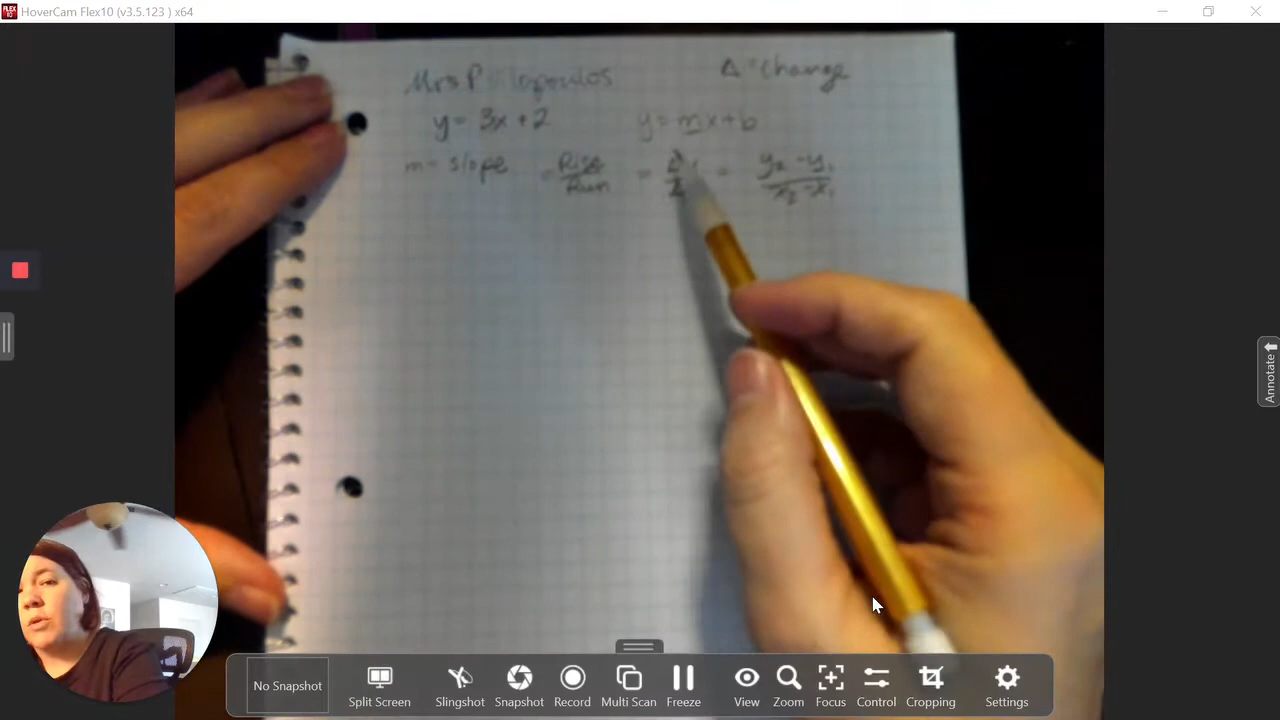 HoverCam Flex10 (v3.5.123 ) x64
Mrs P
Δ = change
y = 3x + 2 y = mx + b
m = slope = Rise/Run = = y₂ - y₁/x₂ - x₁
Annotate
No Snapshot
Split Screen
Slingshot
Snapshot
Record
Multi Scan
Freeze
View
Zoom
Focus
Control
Cropping
Settings